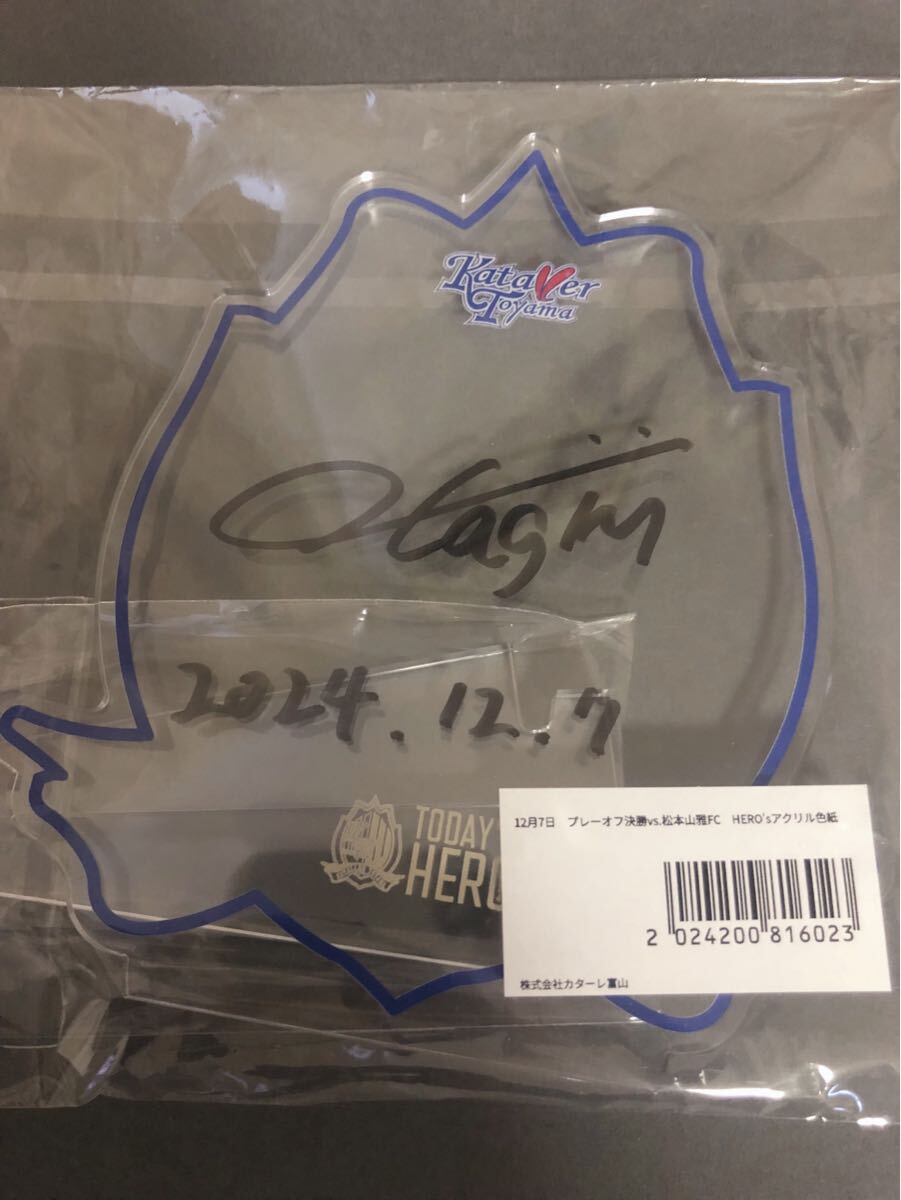 Kataller
Toyama
2024.12.7
TODAY'
HERO
12月7日 プレーオフ決勝vs.松本山雅FC HERO'sアクリル色紙
2 024200 816023
株式会社カターレ富山